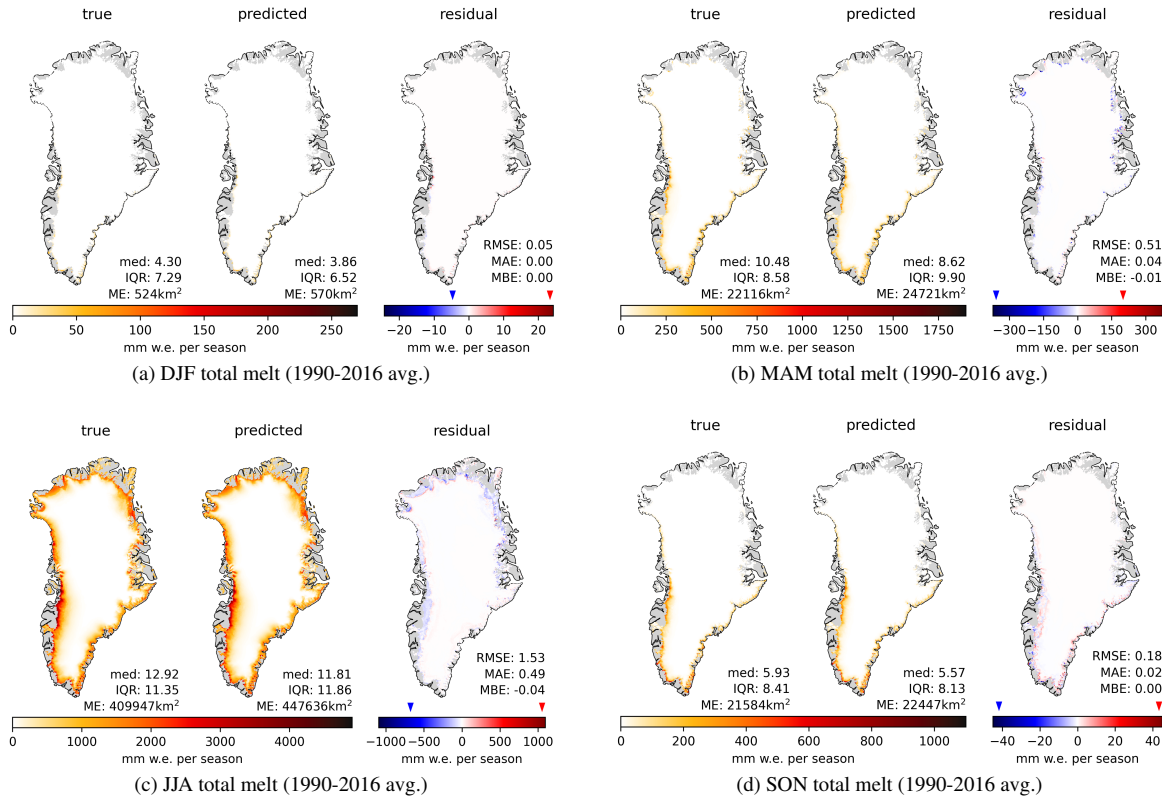 true predicted residual
med: 4.30
IQR: 7.29
ME: 524km²
med: 3.86
IQR: 6.52
ME: 570km²
RMSE: 0.05
MAE: 0.00
MBE: 0.00
0 50 100 150 200 250
mm w.e. per season
−20 0 20
mm w.e. per season
(a) DJF total melt (1990-2016 avg.)
true predicted residual
med: 10.48
IQR: 8.58
ME: 22116km²
med: 8.62
IQR: 9.90
ME: 24721km²
RMSE: 0.51
MAE: 0.04
MBE: -0.01
0 250 500 750 1000 1250 1500 1750
mm w.e. per season
−300 −150 0 150 300
mm w.e. per season
(b) MAM total melt (1990-2016 avg.)
true predicted residual
med: 12.92
IQR: 11.35
ME: 409947km²
med: 11.81
IQR: 11.86
ME: 447636km²
RMSE: 1.53
MAE: 0.49
MBE: -0.04
0 1000 2000 3000 4000
mm w.e. per season
−1000 −500 0 500 1000
mm w.e. per season
(c) JJA total melt (1990-2016 avg.)
true predicted residual
med: 5.93
IQR: 8.41
ME: 21584km²
med: 5.57
IQR: 8.13
ME: 22447km²
RMSE: 0.18
MAE: 0.02
MBE: 0.00
0 200 400 600 800 1000
mm w.e. per season
−40 −20 0 20 40
mm w.e. per season
(d) SON total melt (1990-2016 avg.)